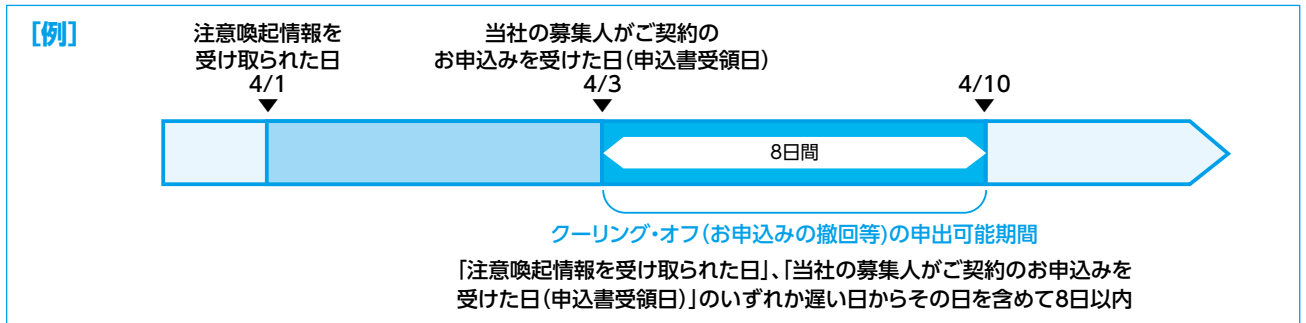 [例]
注意喚起情報を
受け取られた日
4/1
当社の募集人がご契約の
お申込みを受けた日(申込書受領日)
4/3
4/10
8日間
クーリング・オフ(お申込みの撤回等)の申出可能期間
「注意喚起情報を受け取られた日」、「当社の募集人がご契約のお申込みを
受けた日(申込書受領日)」のいずれか遅い日からその日を含めて8日以内